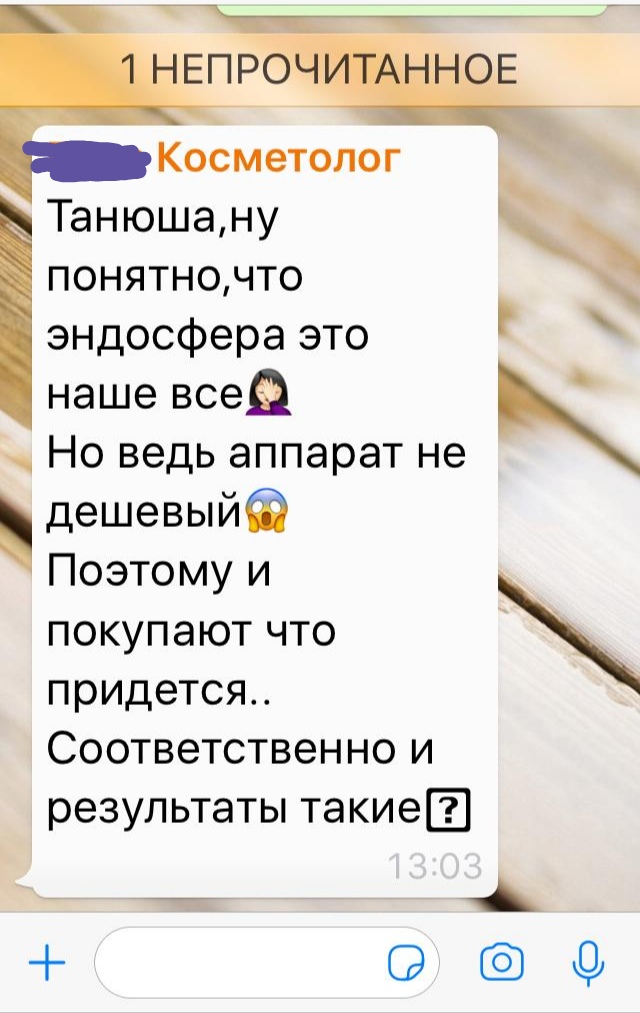 1 НЕПРОЧИТАННОЕ
Косметолог
Танюша,ну
понятно,что
эндосфера это
наше все🤦🏻‍♀️
Но ведь аппарат не
дешевый😱
Поэтому и
покупают что
придется..
Соответственно и
результаты такие⍰
13:03